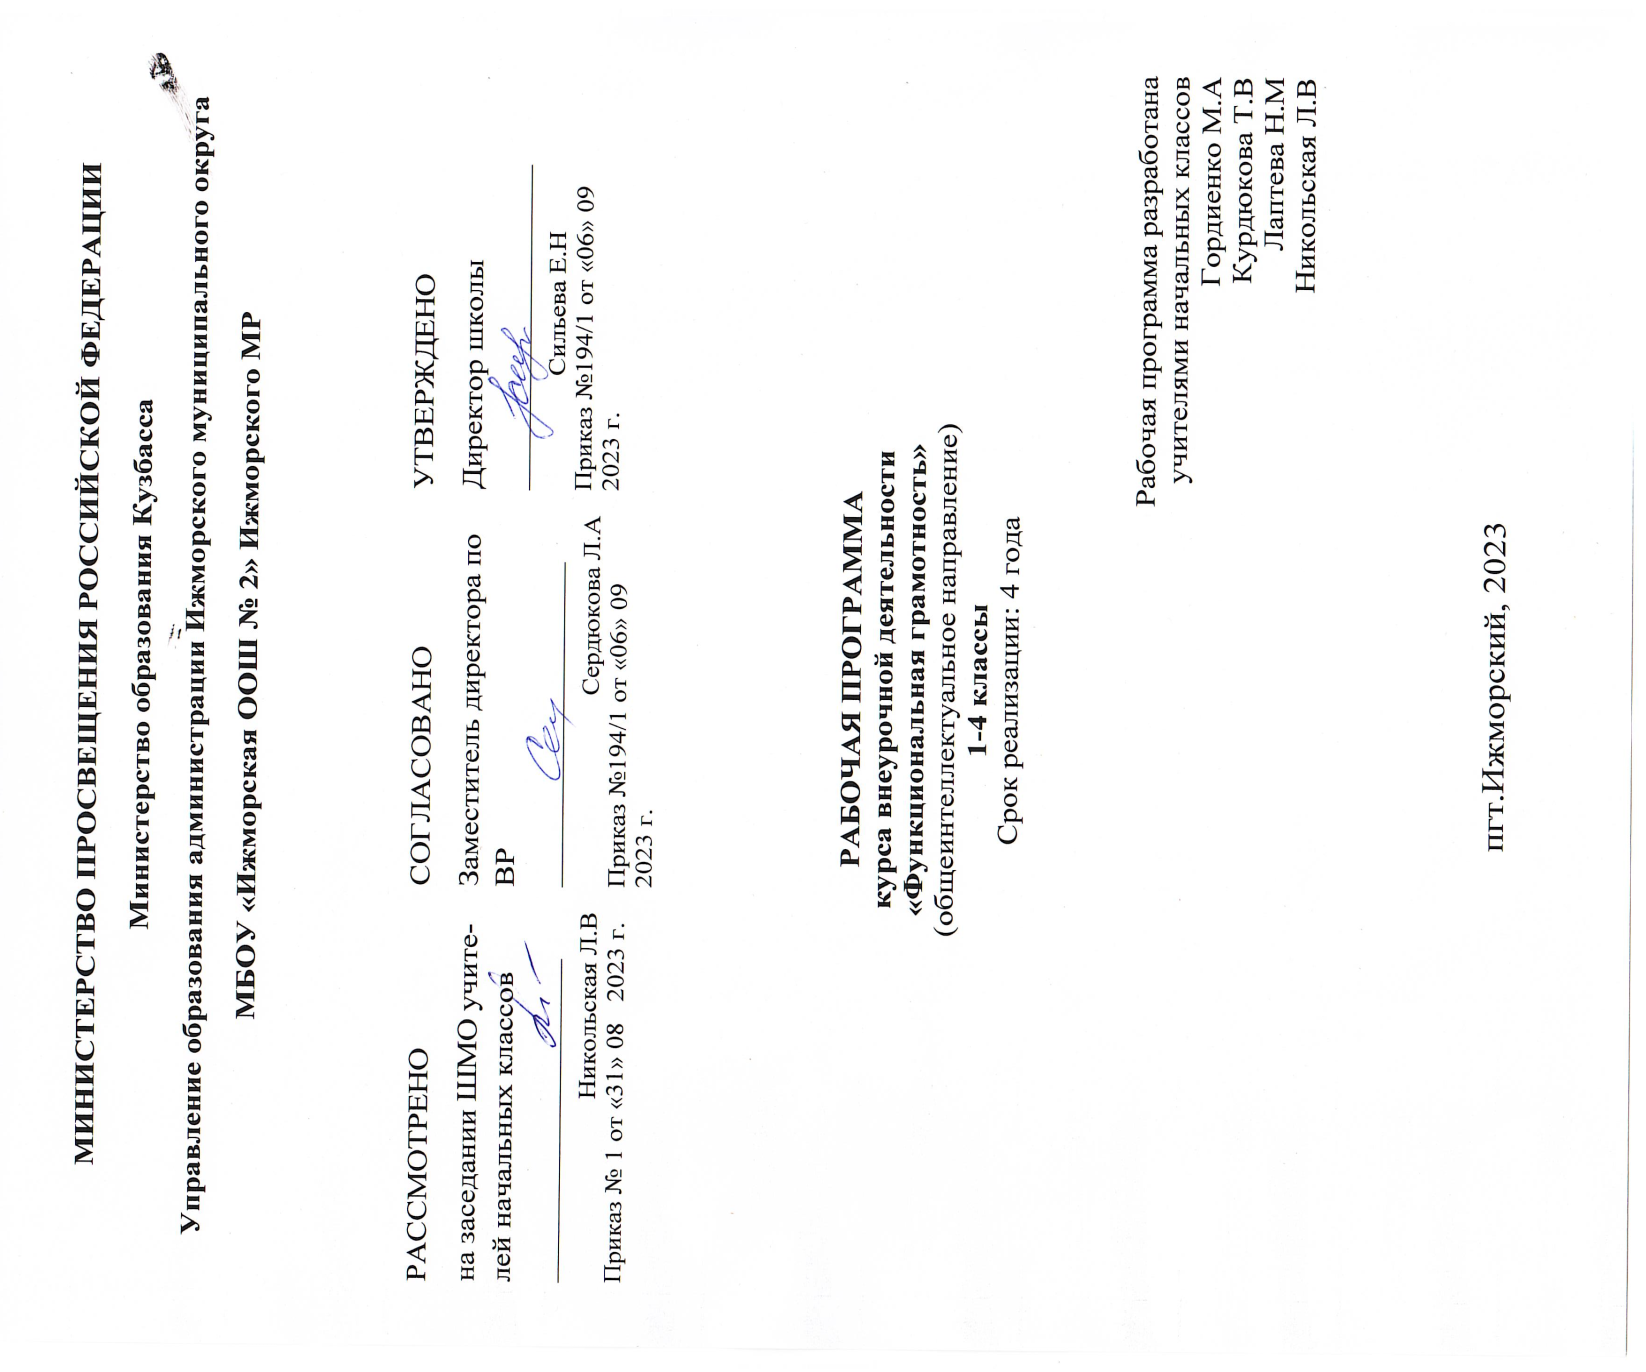 МИНИСТЕРСТВО ПРОСВЕЩЕНИЯ РОССИЙСКОЙ ФЕДЕРАЦИИ
Министерство образования Кузбасса
Управление образования администрации Ижморского муниципального округа
МБОУ «Ижморская ООШ № 2» Ижморского МР
РАССМОТРЕНО
на заседании ШМО учите-
лей начальных классов
Никольская Л.В
Приказ № 1 от «31» 08 2023 г.
СОГЛАСОВАНО
Заместитель директора по
ВР
Сердюкова Л.А
Приказ №194/1 от «06» 09
2023 г.
УТВЕРЖДЕНО
Директор школы
Сильева Е.Н
Приказ №194/1 от «06» 09
2023 г.
РАБОЧАЯ ПРОГРАММА
курса внеурочной деятельности
«Функциональная грамотность»
(общеинтеллектуальное направление)
1-4 классы
Срок реализации: 4 года
Рабочая программа разработана
учителями начальных классов
Гордиенко М.А
Курдюкова Т.В
Лаптева Н.М
Никольская Л.В
пгт.Ижморский, 2023